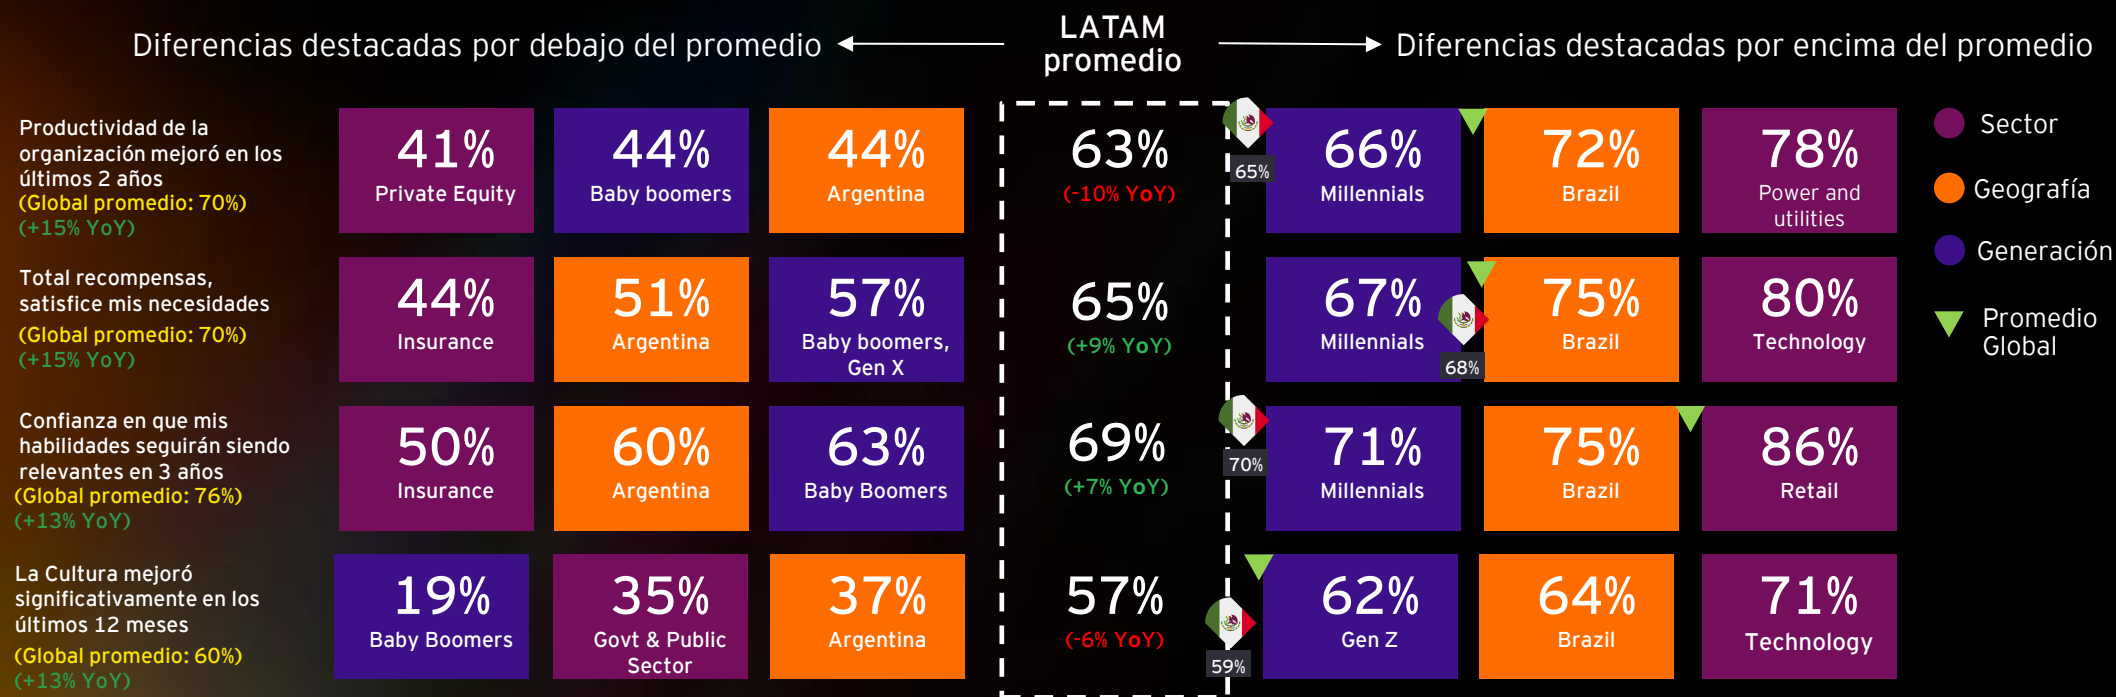 Diferencias destacadas por debajo del promedio
LATAM
promedio
Diferencias destacadas por encima del promedio
Productividad de la
organización mejoró en los
últimos 2 años
(Global promedio: 70%)
(+15% YoY)
41%
Private Equity
44%
Baby boomers
44%
Argentina
63%
(-10% YoY)
65%
66%
Millennials
72%
Brazil
78%
Power and
utilities
Total recompensas,
satisfice mis necesidades
(Global promedio: 70%)
(+15% YoY)
44%
Insurance
51%
Argentina
57%
Baby boomers,
Gen X
65%
(+9% YoY)
67%
Millennials
68%
75%
Brazil
80%
Technology
Confianza en que mis
habilidades seguirán siendo
relevantes en 3 años
(Global promedio: 76%)
(+13% YoY)
50%
Insurance
60%
Argentina
63%
Baby Boomers
69%
(+7% YoY)
70%
71%
Millennials
75%
Brazil
86%
Retail
La Cultura mejoró
significativamente en los
últimos 12 meses
(Global promedio: 60%)
(+13% YoY)
19%
Baby Boomers
35%
Govt & Public
Sector
37%
Argentina
57%
(-6% YoY)
59%
62%
Gen Z
64%
Brazil
71%
Technology
Sector
Geografía
Generación
Promedio
Global